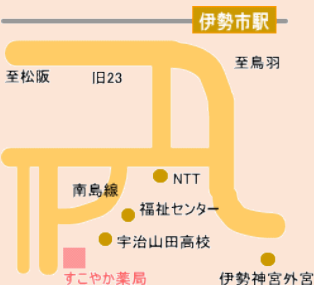 伊勢市駅
至鳥羽
至松阪
旧23
NTT
南島線
福祉センター
宇治山田高校
すこやか薬局
伊勢神宮外宮